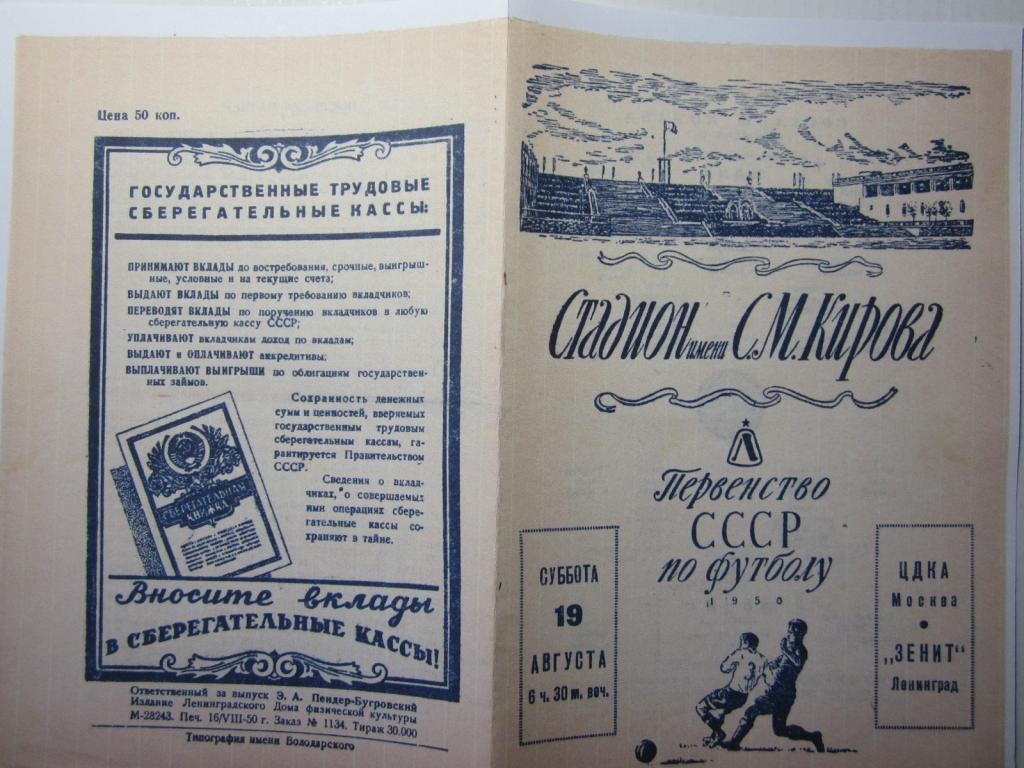 Цена 50 коп.
ГОСУДАРСТВЕННЫЕ ТРУДОВЫЕ
СБЕРЕГАТЕЛЬНЫЕ КАССЫ:
ПРИНИМАЮТ ВКЛАДЫ до востребования, срочные, выигрыш-
ные, условные и на текущие счета;
ВЫДАЮТ ВКЛАДЫ по первому требованию вкладчиков;
ПЕРЕВОДЯТ ВКЛАДЫ по поручению вкладчиков в любую
сберегательную кассу СССР;
УПЛАЧИВАЮТ вкладчикам доход по вкладам;
ВЫДАЮТ и ОПЛАЧИВАЮТ аккредитивы;
ВЫПЛАЧИВАЮТ ВЫИГРЫШИ по облигациям государствен-
ных займов.
Сохранность денежных
сумм и ценностей, вверяемых
государственным трудовым
сберегательным кассам, га-
рантируется Правительством
СССР.
Сведения о вклад-
чиках, о совершаемых
ими операциях сбере-
гательные кассы со-
храняют в тайне.
СБЕРЕГАТЕЛЬНАЯ
КНИЖКА
Вносите вклады
В СБЕРЕГАТЕЛЬНЫЕ КАССЫ!
Ответственный за выпуск Э. А. Пендер-Бугровский
Издание Ленинградского Дома физической культуры
М-28243. Печ. 16/VIII-50 г. Заказ № 1134. Тираж 30.000
Типография имени Володарского
Стадион имени С.М.Кирова
Л
Первенство
СССР
по футболу
1950
СУББОТА
19
АВГУСТА
6 ч. 30 м. веч.
ЦДКА
Москва
•
„ЗЕНИТ“
Ленинград